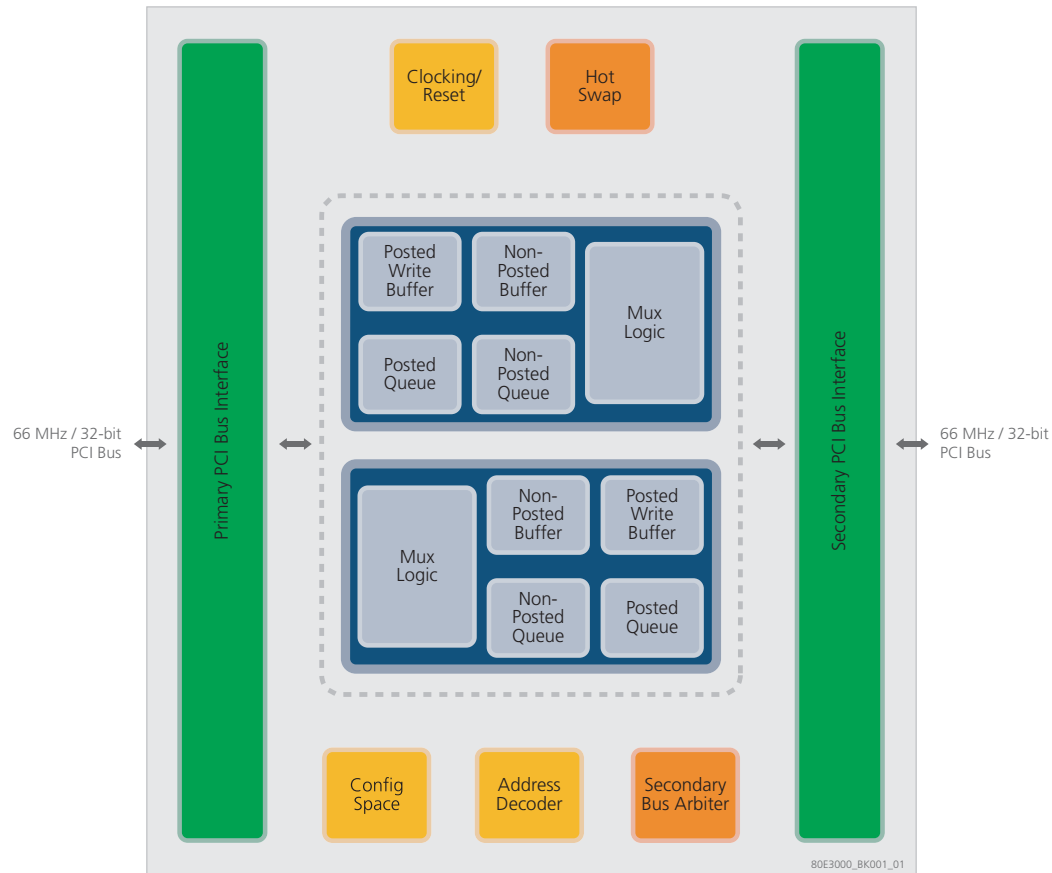 Clocking/
Reset
Hot
Swap
Primary PCI Bus Interface
Secondary PCI Bus Interface
66 MHz / 32-bit
PCI Bus
66 MHz / 32-bit
PCI Bus
Posted
Write
Buffer
Non-
Posted
Buffer
Mux
Logic
Posted
Queue
Non-
Posted
Queue
Mux
Logic
Non-
Posted
Buffer
Posted
Write
Buffer
Non-
Posted
Queue
Posted
Queue
Config
Space
Address
Decoder
Secondary
Bus Arbiter
80E3000_BK001_01